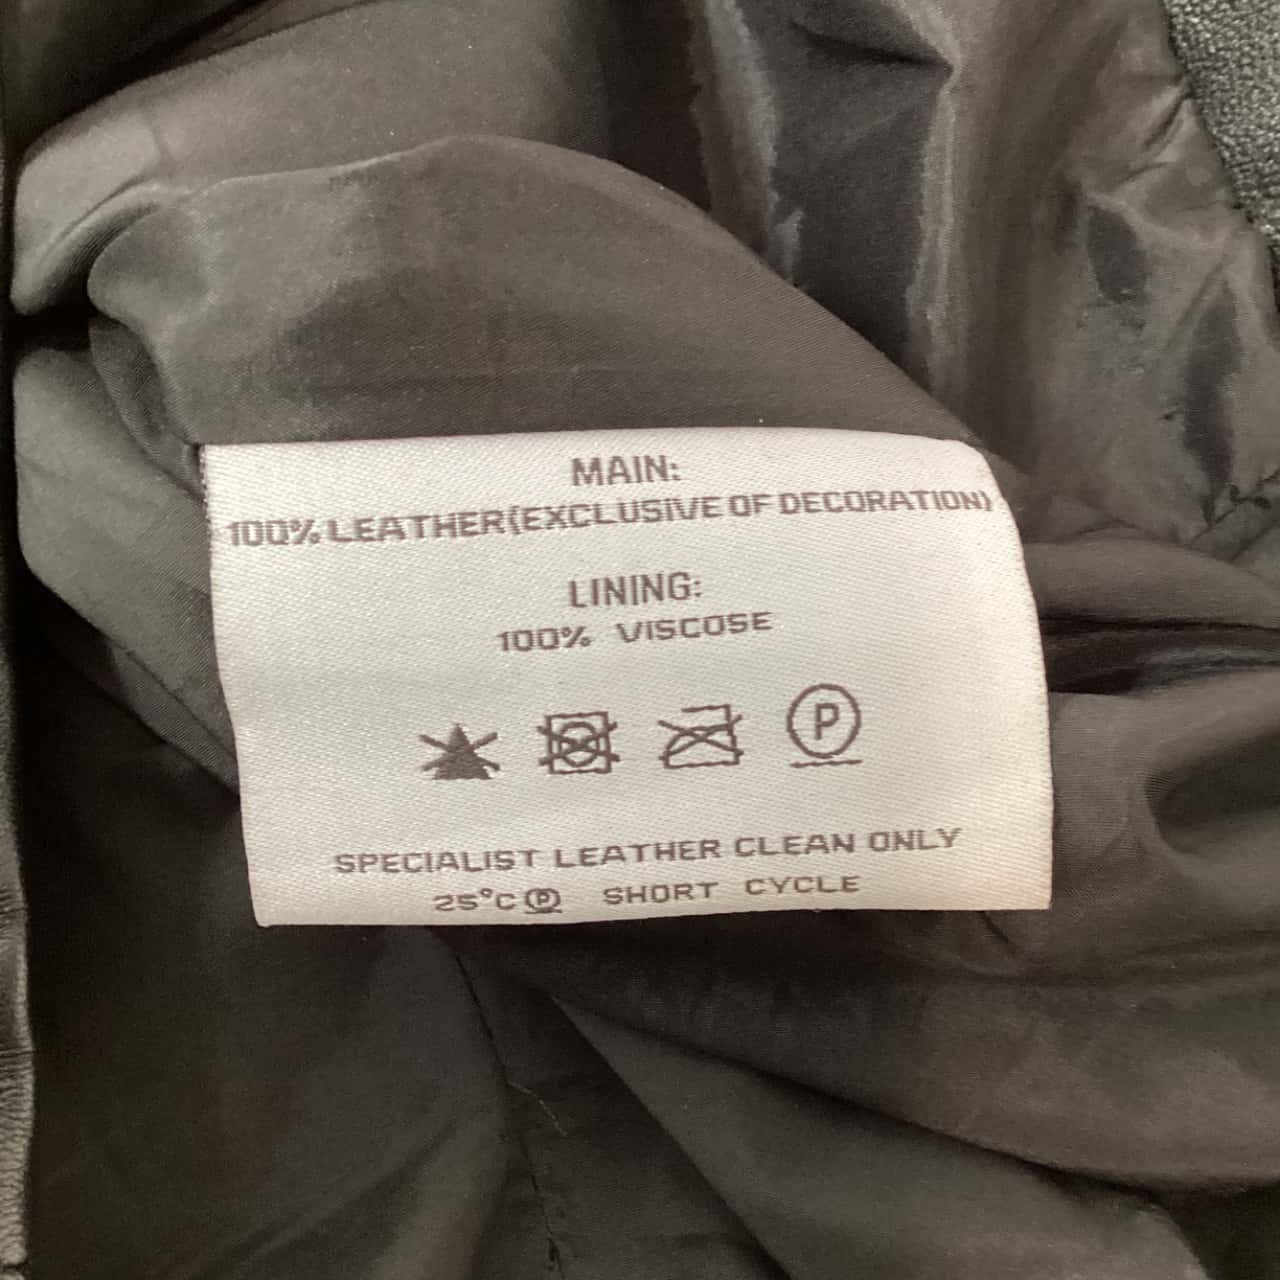 MAIN:
100% LEATHER(EXCLUSIVE OF DECORATION)
LINING:
100% VISCOSE
P
SPECIALIST LEATHER CLEAN ONLY
25°C Ⓟ SHORT CYCLE